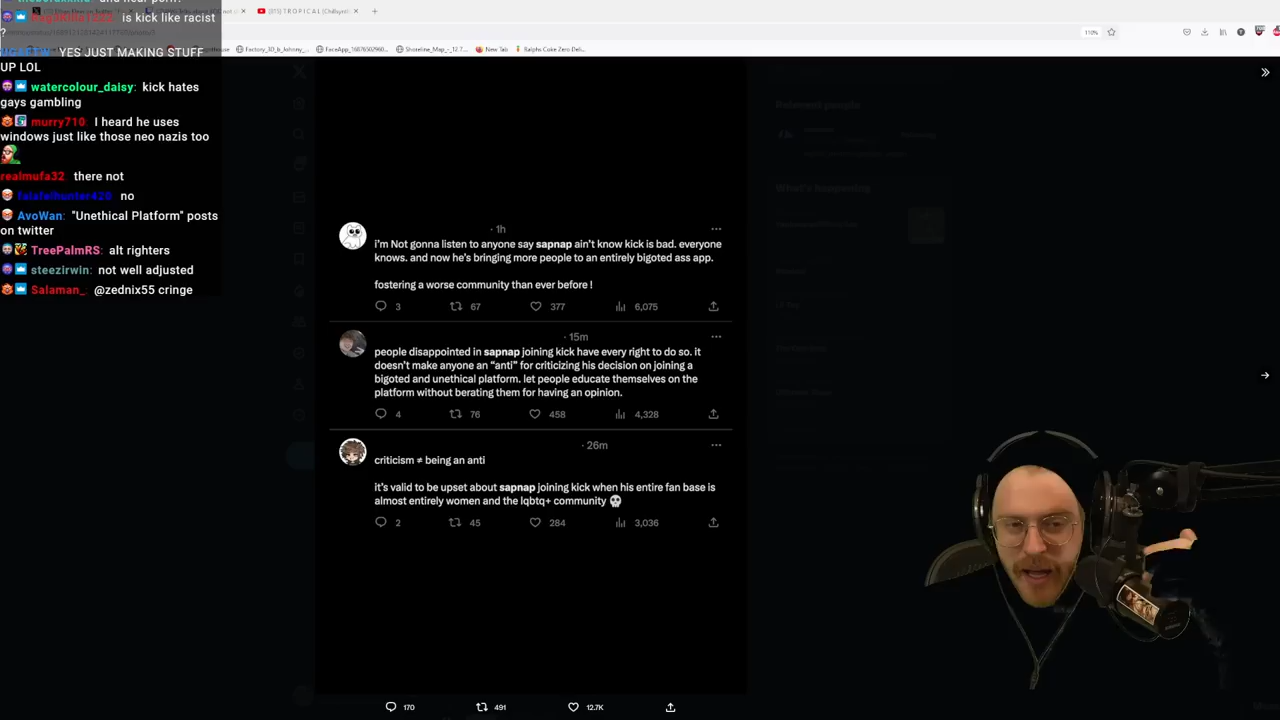 is kick like racist
?
YES JUST MAKING STUFF
UP LOL
watercolour_daisy: kick hates
gays gambling
murry710: I heard he uses
windows just like those neo nazis too
realmufa32 there not
falafelhunter420 no
AvoWan: "Unethical Platform" posts
on twitter
TreePalmRS: alt righters
steezirwin: not well adjusted
Salaman_: @zednix55 cringe
Factory_3D_b_Johnny_...
FaceApp_16876502960...
Shoreline_Map_-_12.7...
New Tab
Ralphs Coke Zero Deli...
110%
Relevant people
What's happening
· 1h
i'm Not gonna listen to anyone say sapnap ain't know kick is bad. everyone
knows. and now he's bringing more people to an entirely bigoted ass app.
fostering a worse community than ever before !
3 67 377 6,075
· 15m
people disappointed in sapnap joining kick have every right to do so. it
doesn't make anyone an "anti" for criticizing his decision on joining a
bigoted and unethical platform. let people educate themselves on the
platform without berating them for having an opinion.
4 76 458 4,328
· 26m
criticism ≠ being an anti
it's valid to be upset about sapnap joining kick when his entire fan base is
almost entirely women and the lqbtq+ community
2 45 284 3,036
170 491 12.7K